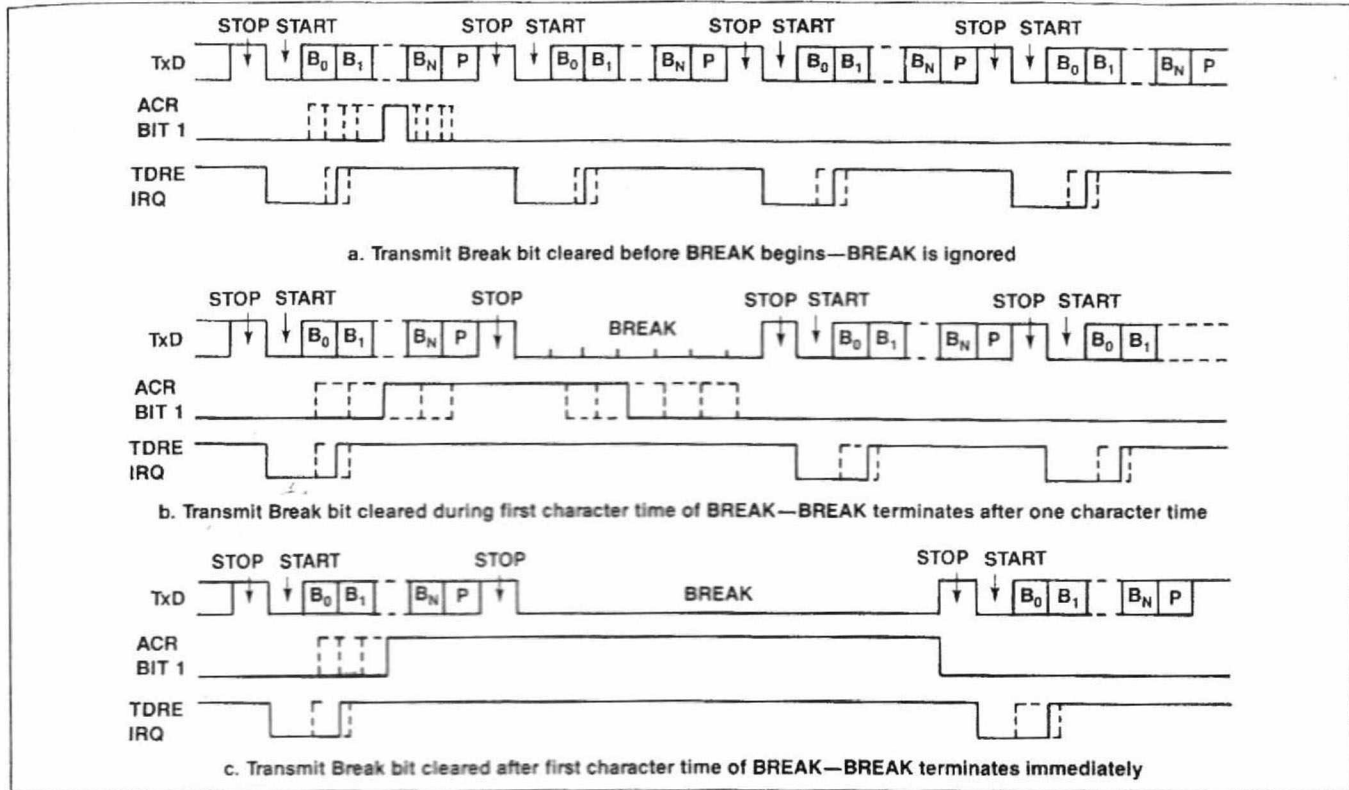 STOP START STOP START STOP START STOP START
TxD B0 B1 BN P B0 B1 BN P B0 B1 BN P B0 B1 BN P
ACR
BIT 1
TDRE
IRQ
a. Transmit Break bit cleared before BREAK begins—BREAK is ignored
STOP START STOP STOP START STOP START
TxD B0 B1 BN P BREAK B0 B1 BN P B0 B1
ACR
BIT 1
TDRE
IRQ
b. Transmit Break bit cleared during first character time of BREAK—BREAK terminates after one character time
STOP START STOP STOP START
TxD B0 B1 BN P BREAK B0 B1 BN P
ACR
BIT 1
TDRE
IRQ
c. Transmit Break bit cleared after first character time of BREAK—BREAK terminates immediately